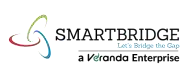 SMARTBRIDGE
Let's Bridge the Gap
a Veranda Enterprise